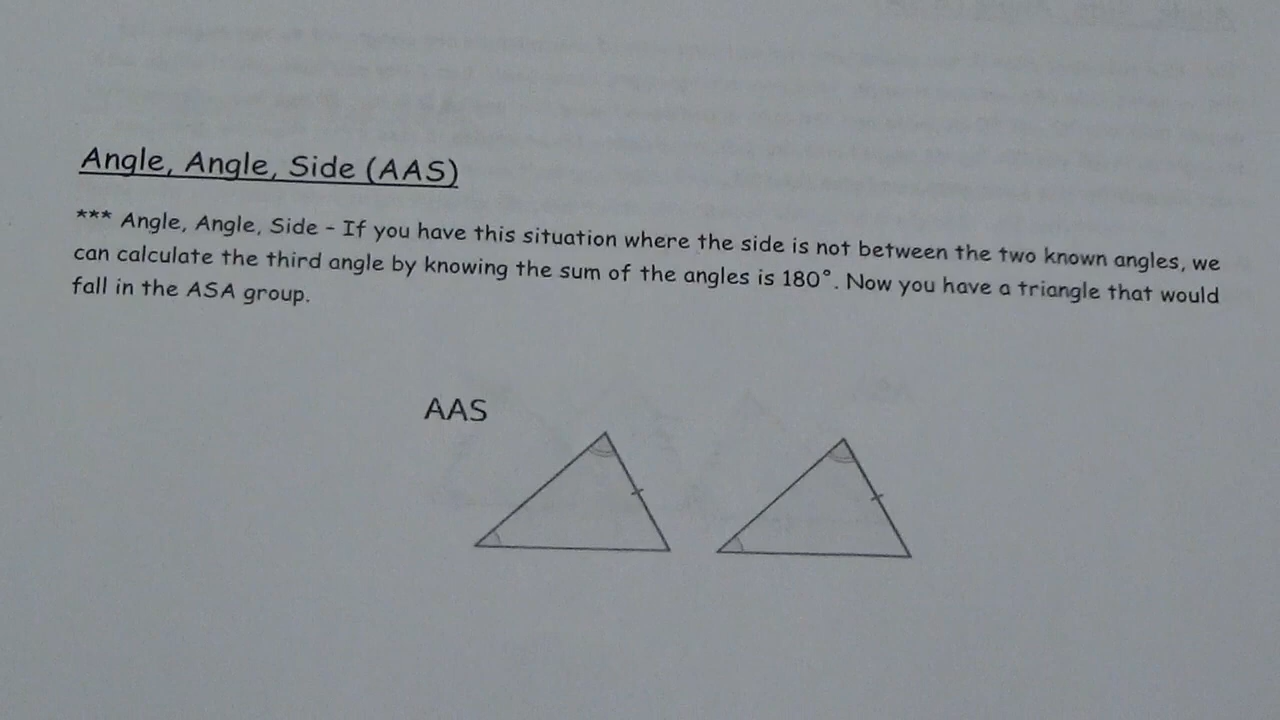 Angle, Angle, Side (AAS)
*** Angle, Angle, Side - If you have this situation where the side is not between the two known angles, we
can calculate the third angle by knowing the sum of the angles is 180°. Now you have a triangle that would
fall in the ASA group.
AAS